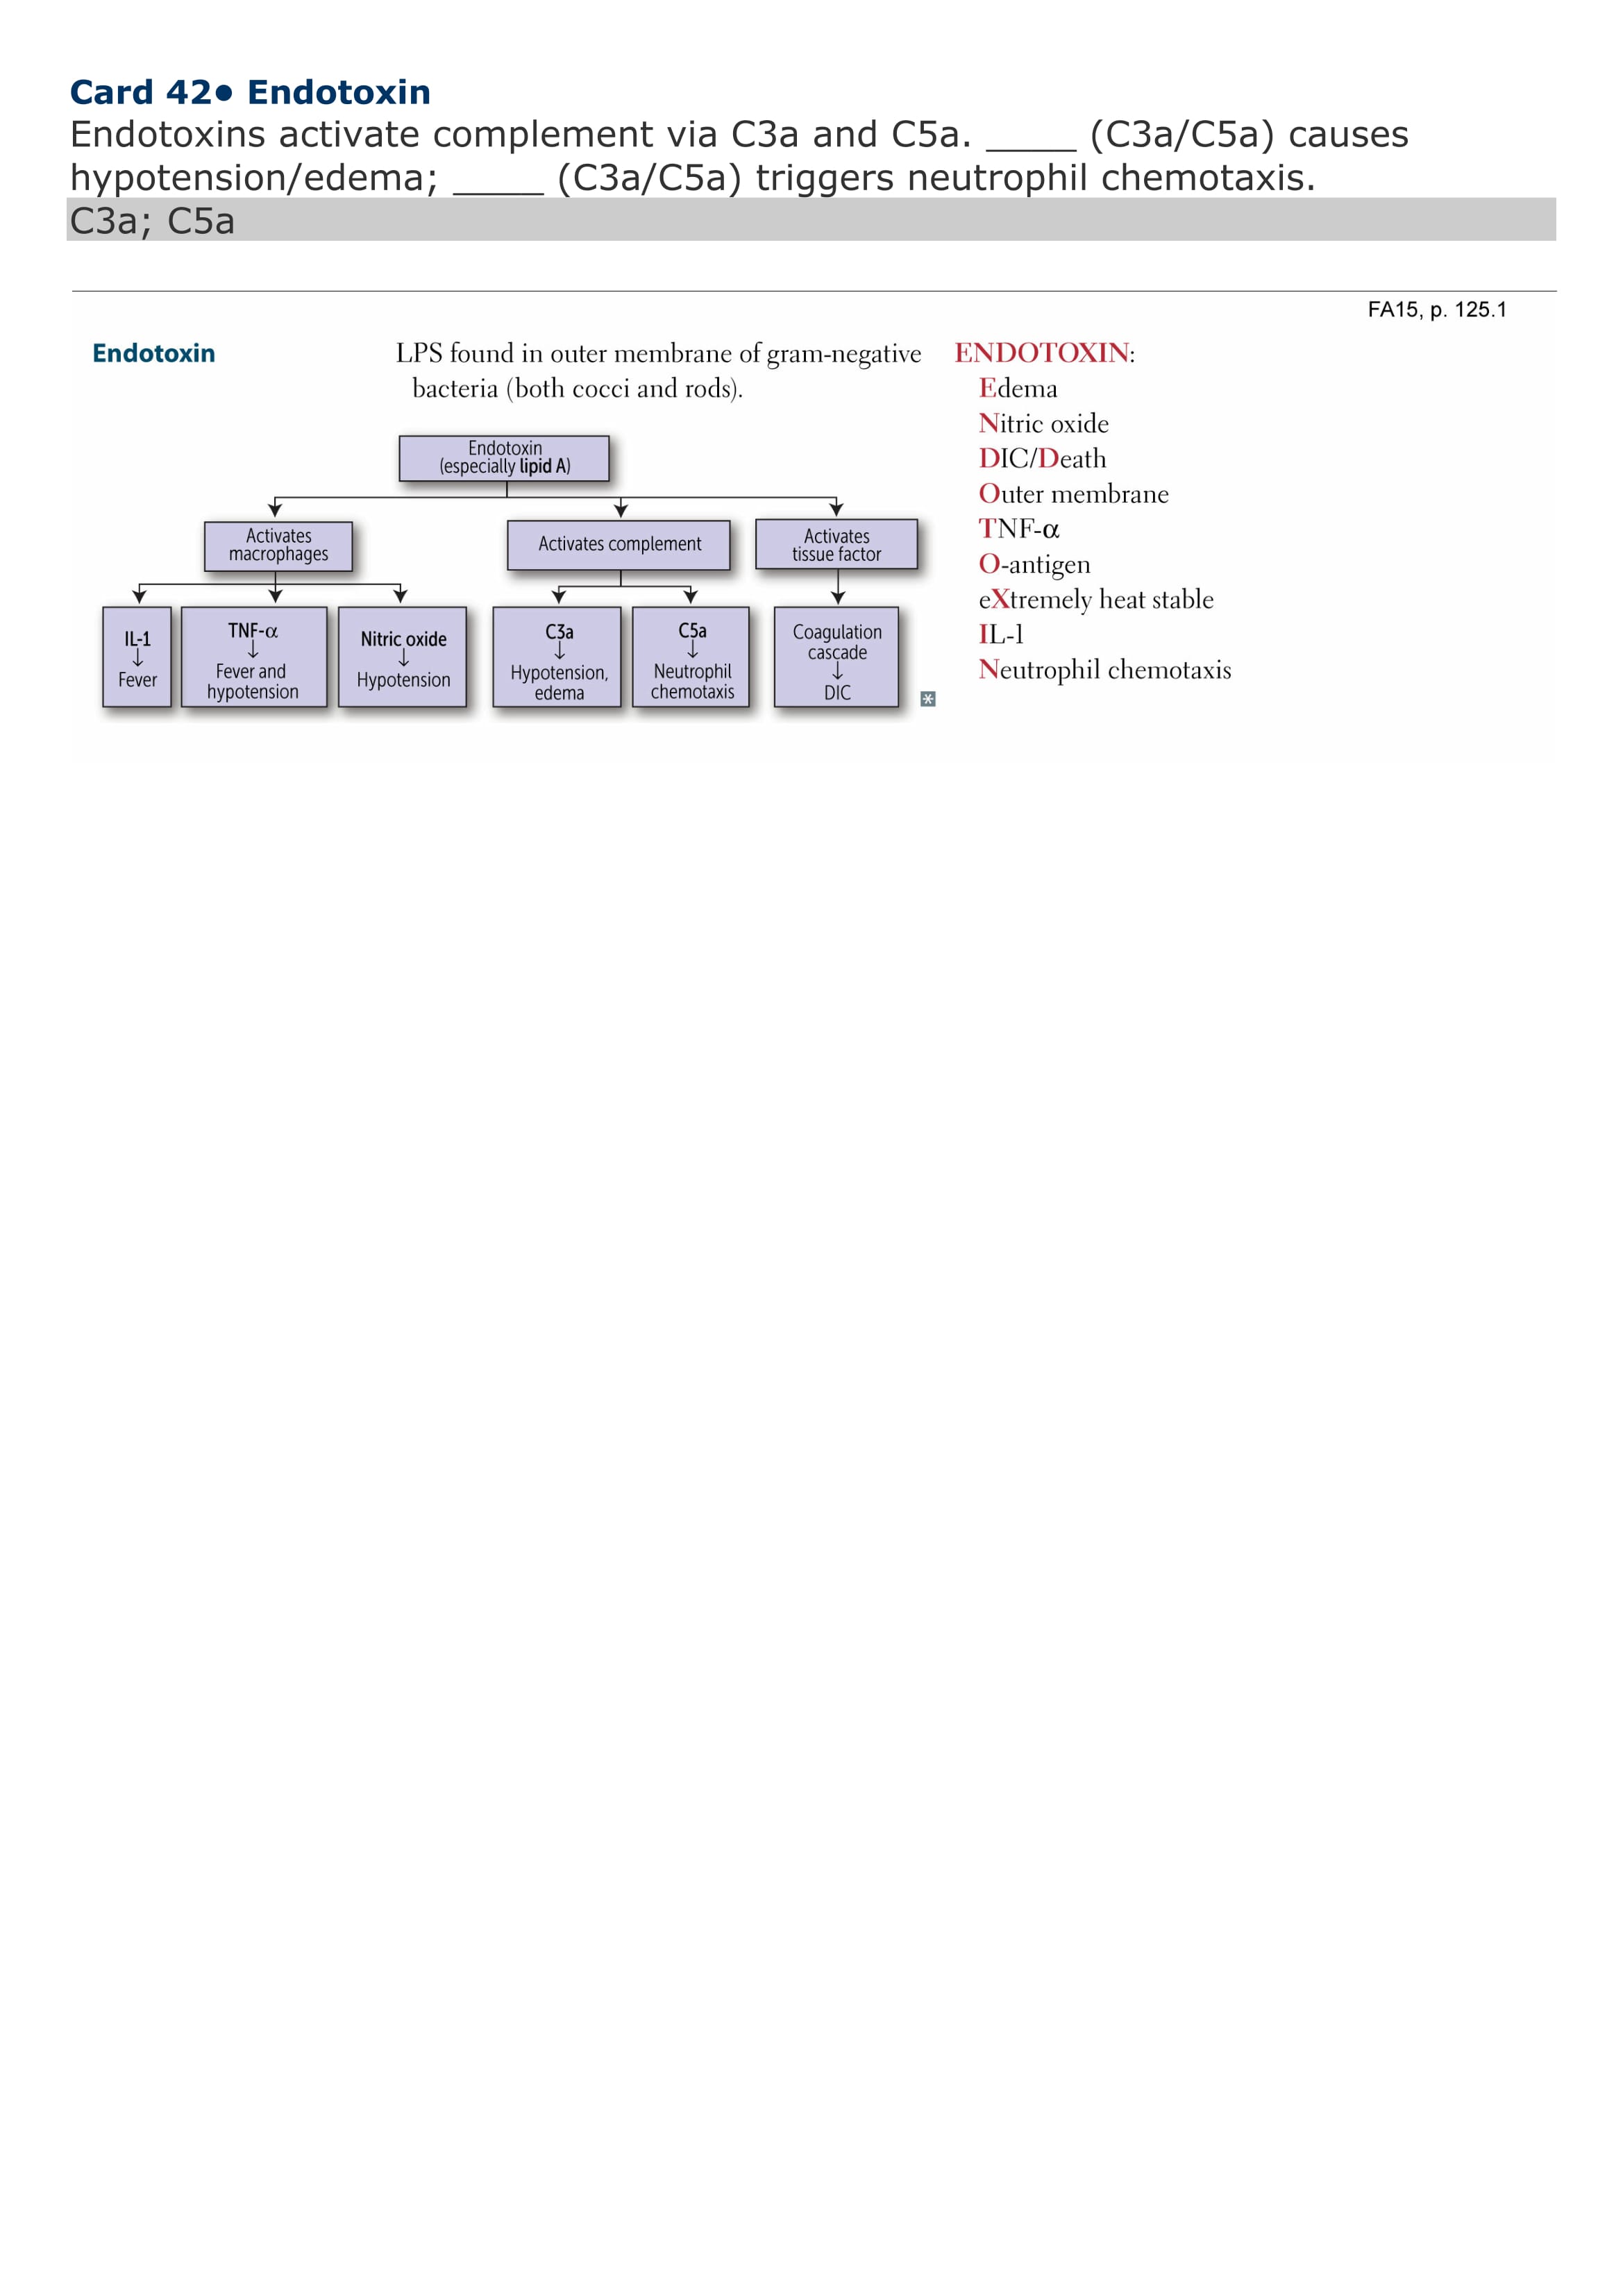 Card 42● Endotoxin
Endotoxins activate complement via C3a and C5a. _____ (C3a/C5a) causes
hypotension/edema; _____ (C3a/C5a) triggers neutrophil chemotaxis.
C3a; C5a
FA15, p. 125.1
Endotoxin
LPS found in outer membrane of gram-negative
bacteria (both cocci and rods).
Endotoxin
(especially lipid A)
Activates
macrophages
Activates complement
Activates
tissue factor
IL-1
↓
Fever
TNF-α
↓
Fever and
hypotension
Nitric oxide
↓
Hypotension
C3a
↓
Hypotension,
edema
C5a
↓
Neutrophil
chemotaxis
Coagulation
cascade
↓
DIC
*
ENDOTOXIN:
Edema
Nitric oxide
DIC/Death
Outer membrane
TNF-α
O-antigen
eXtremely heat stable
IL-1
Neutrophil chemotaxis